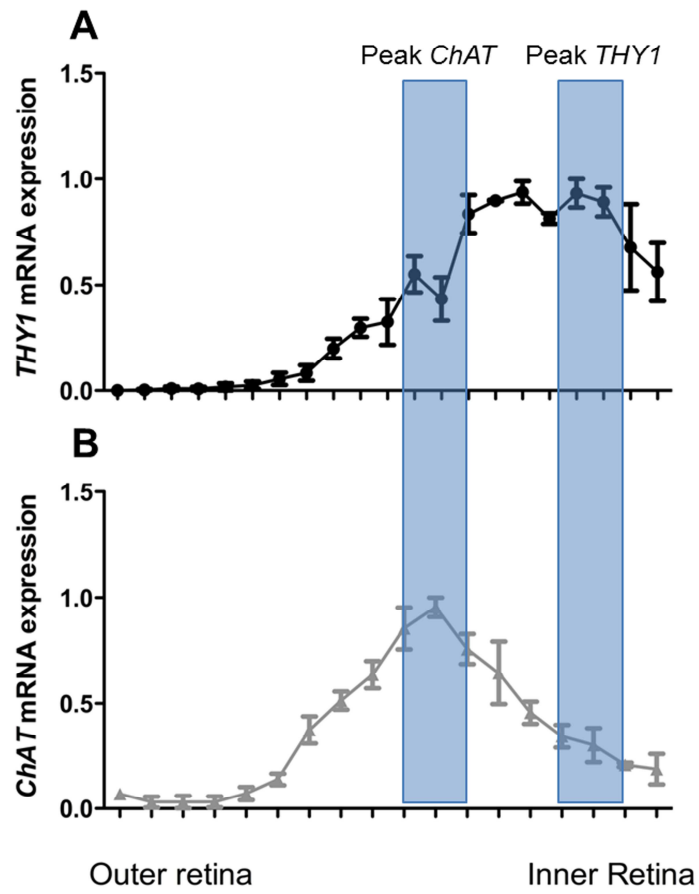 A
Peak ChAT Peak THY1
THY1 mRNA expression
1.5
1.0
0.5
0.0
B
ChAT mRNA expression
1.5
1.0
0.5
0.0
Outer retina Inner Retina